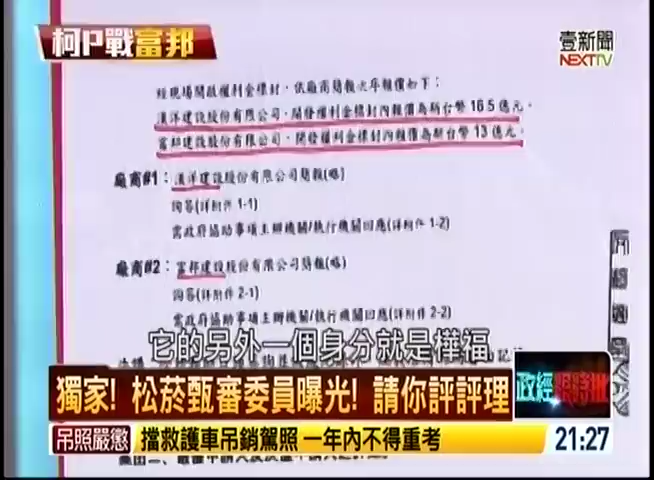 柯P戰富邦
壹新聞
NEXTTV
經現場開啟權利金標封，依廠商簡報次序報價如下：
漢洋建設股份有限公司，開發權利金標封內報價為新台幣 16.5 億元。
富邦建設股份有限公司，開發權利金標封內報價為新台幣 13 億元。
廠商#1：漢洋建設股份有限公司簡報(略)
詢答(詳附件 1-1)
需政府協助事項主辦機關/執行機關回應(詳附件 1-2)
廠商#2：富邦建設股份有限公司簡報(略)
詢答(詳附件 2-1)
需政府協助事項主辦機關/執行機關回應(詳附件 2-2)
它的另外一個身分就是樺福
獨家！松菸甄審委員曝光！請你評評理
政經
吊照嚴懲
擋救護車吊銷駕照 一年內不得重考
21:27